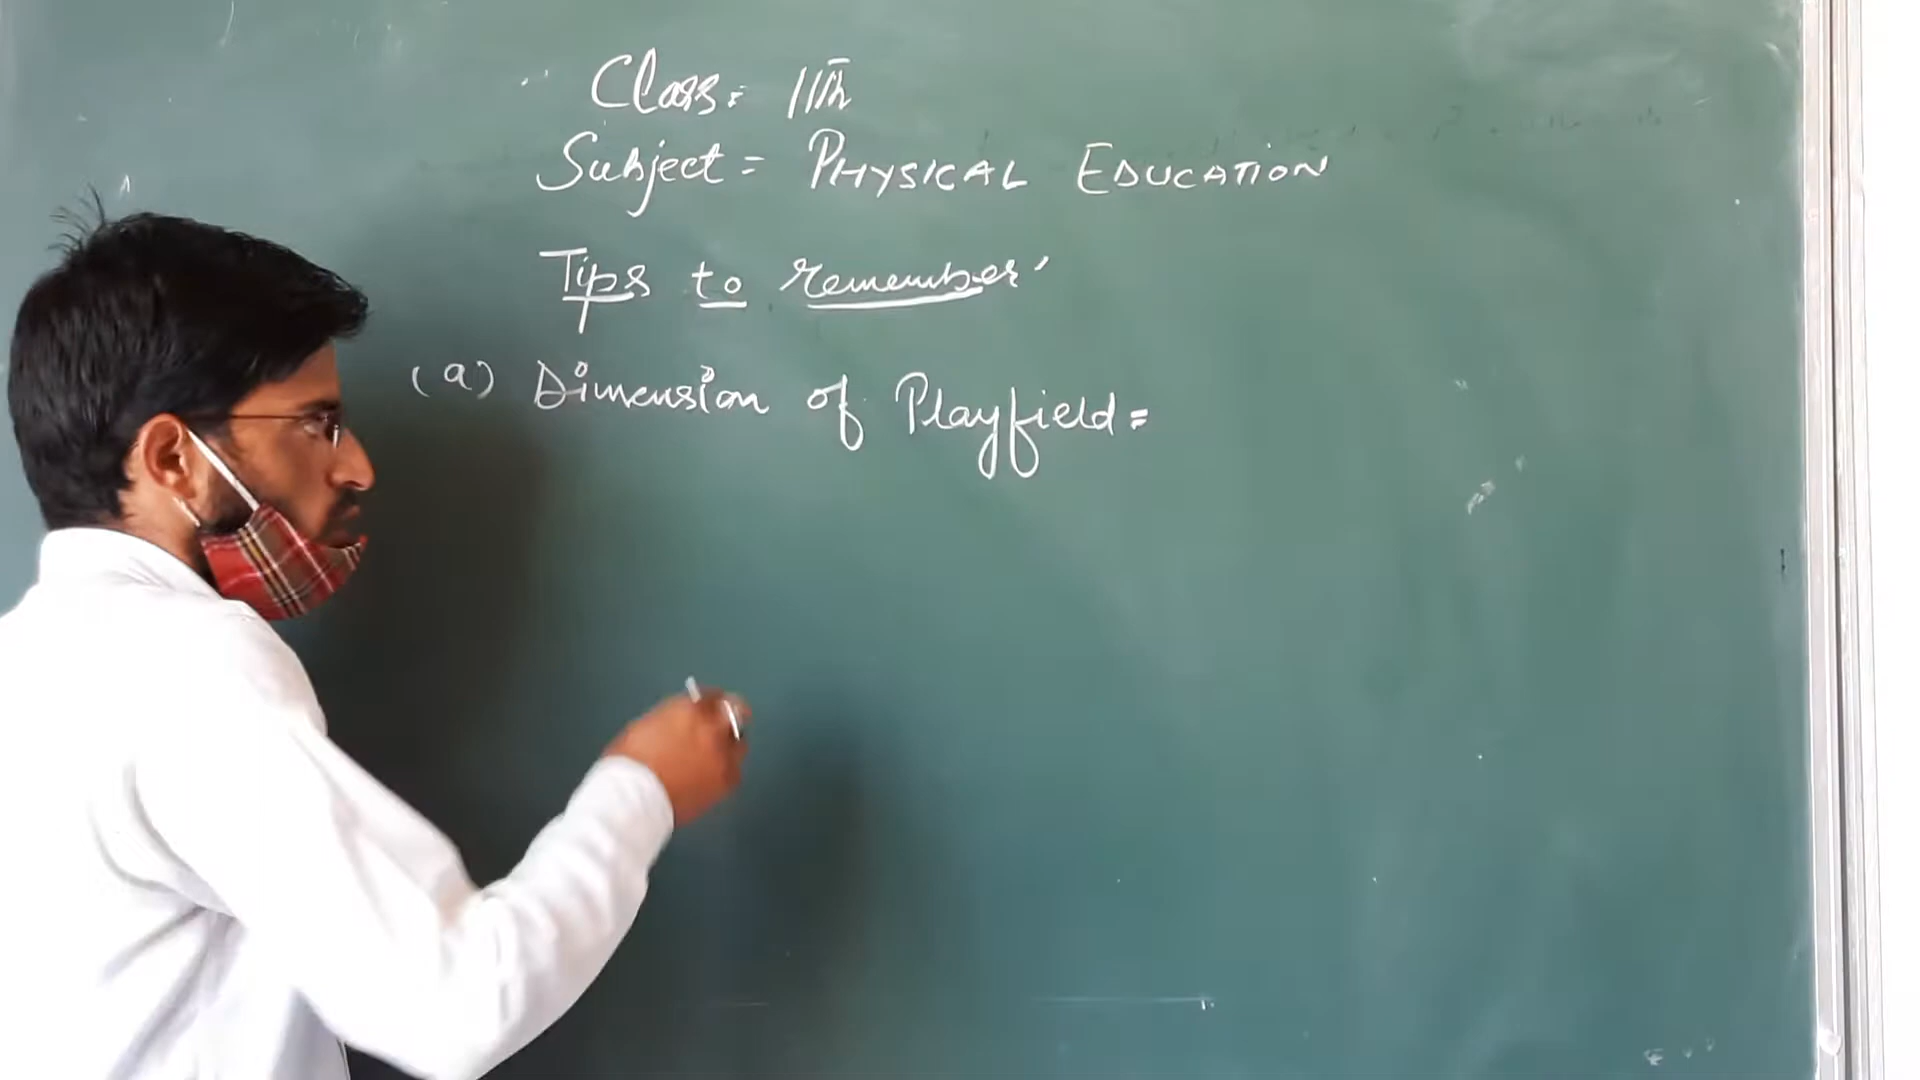 Class: 11th
Subject = PHYSICAL EDUCATION
Tips to remember'
(a) Dimension of Playfield =